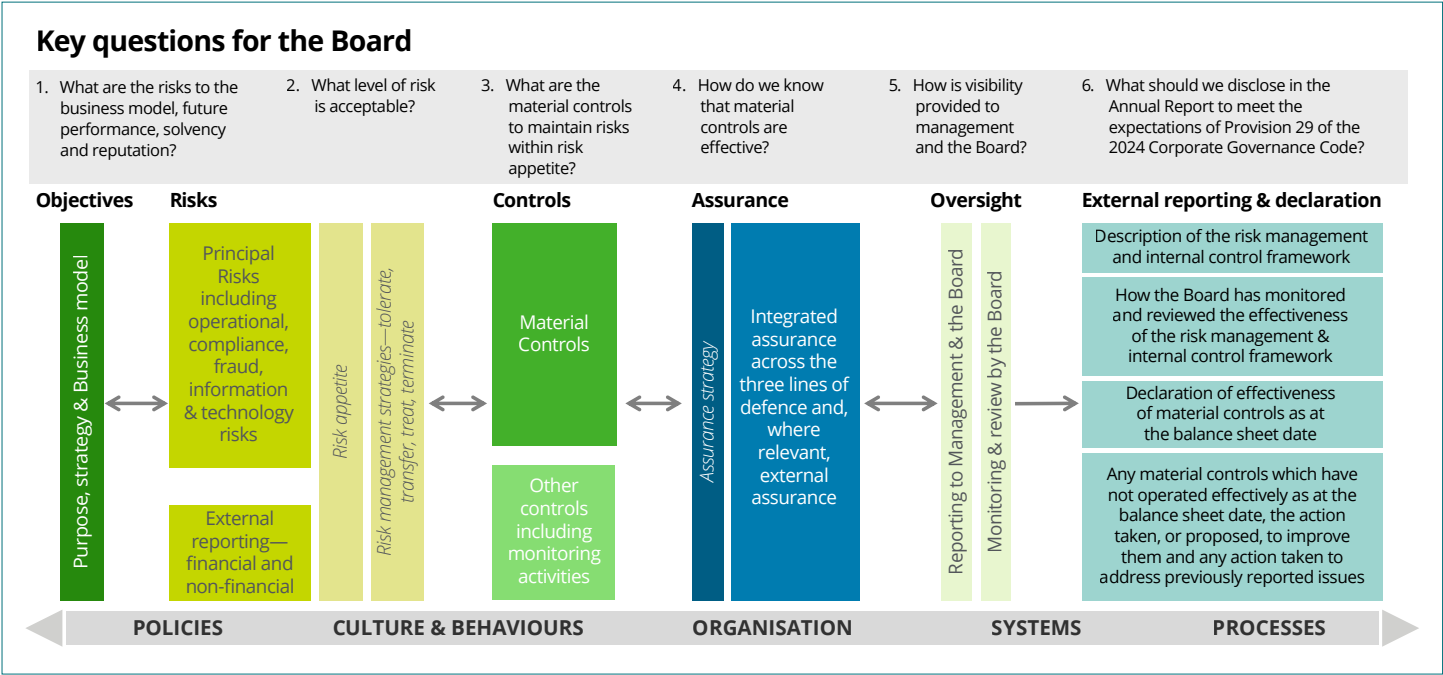 Key questions for the Board
1. What are the risks to the
business model, future
performance, solvency
and reputation?
2. What level of risk
is acceptable?
3. What are the
material controls
to maintain risks
within risk
appetite?
4. How do we know
that material
controls are
effective?
5. How is visibility
provided to
management
and the Board?
6. What should we disclose in the
Annual Report to meet the
expectations of Provision 29 of the
2024 Corporate Governance Code?
Objectives
Risks
Controls
Assurance
Oversight
External reporting & declaration
Purpose, strategy & Business model
Principal
Risks
including
operational,
compliance,
fraud,
information
& technology
risks
External
reporting—
financial and
non-financial
Risk appetite
Risk management strategies—tolerate,
transfer, treat, terminate
Material
Controls
Other
controls
including
monitoring
activities
Assurance strategy
Integrated
assurance
across the
three lines of
defence and,
where
relevant,
external
assurance
Reporting to Management & the Board
Monitoring & review by the Board
Description of the risk management
and internal control framework
How the Board has monitored
and reviewed the effectiveness
of the risk management &
internal control framework
Declaration of effectiveness
of material controls as at
the balance sheet date
Any material controls which have
not operated effectively as at the
balance sheet date, the action
taken, or proposed, to improve
them and any action taken to
address previously reported issues
POLICIES
CULTURE & BEHAVIOURS
ORGANISATION
SYSTEMS
PROCESSES